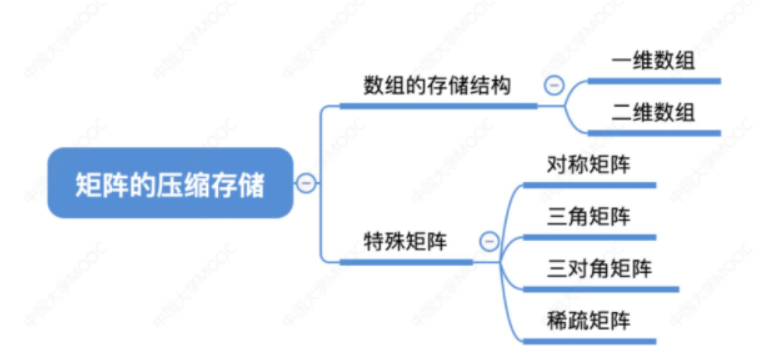 矩阵的压缩存储
数组的存储结构
一维数组
二维数组
特殊矩阵
对称矩阵
三角矩阵
三对角矩阵
稀疏矩阵
中国大学MOOC